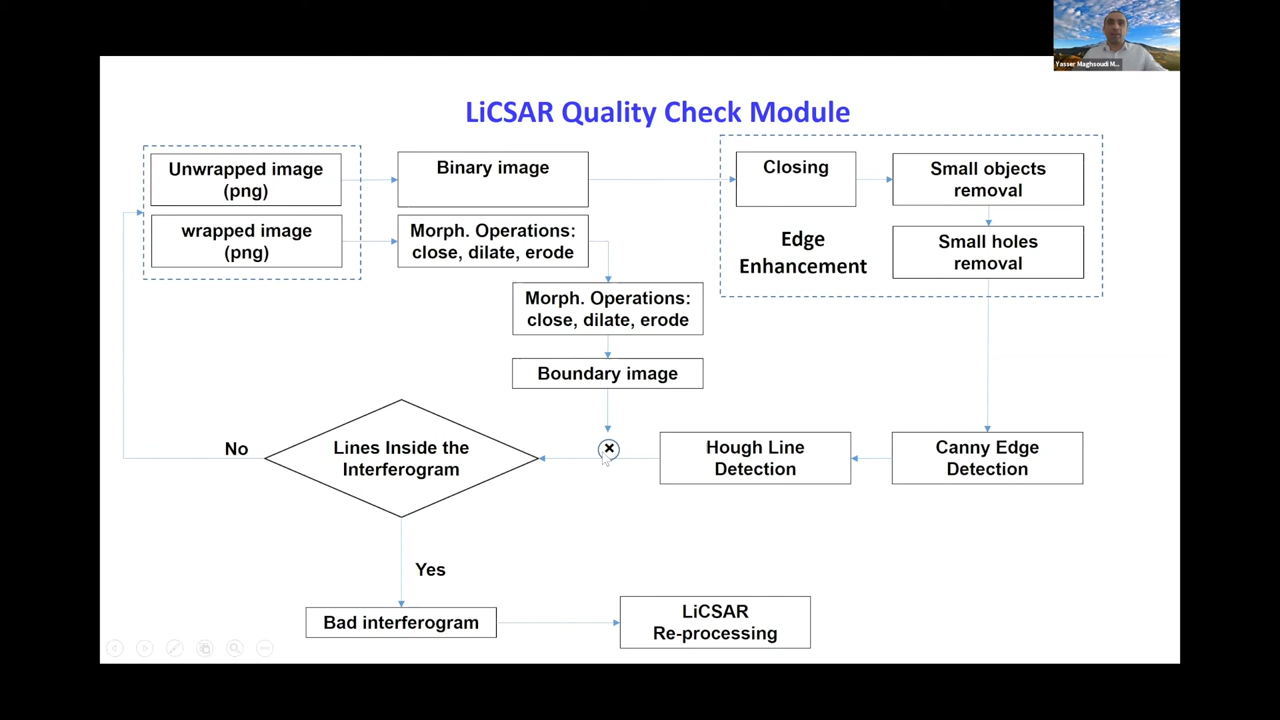 Yasser Maghsoudi M...
LiCSAR Quality Check Module
Unwrapped image
(png)
Binary image
Closing
Small objects
removal
wrapped image
(png)
Morph. Operations:
close, dilate, erode
Edge
Enhancement
Small holes
removal
Morph. Operations:
close, dilate, erode
Boundary image
No
Lines Inside the
Interferogram
Hough Line
Detection
Canny Edge
Detection
Yes
Bad interferogram
LiCSAR
Re-processing